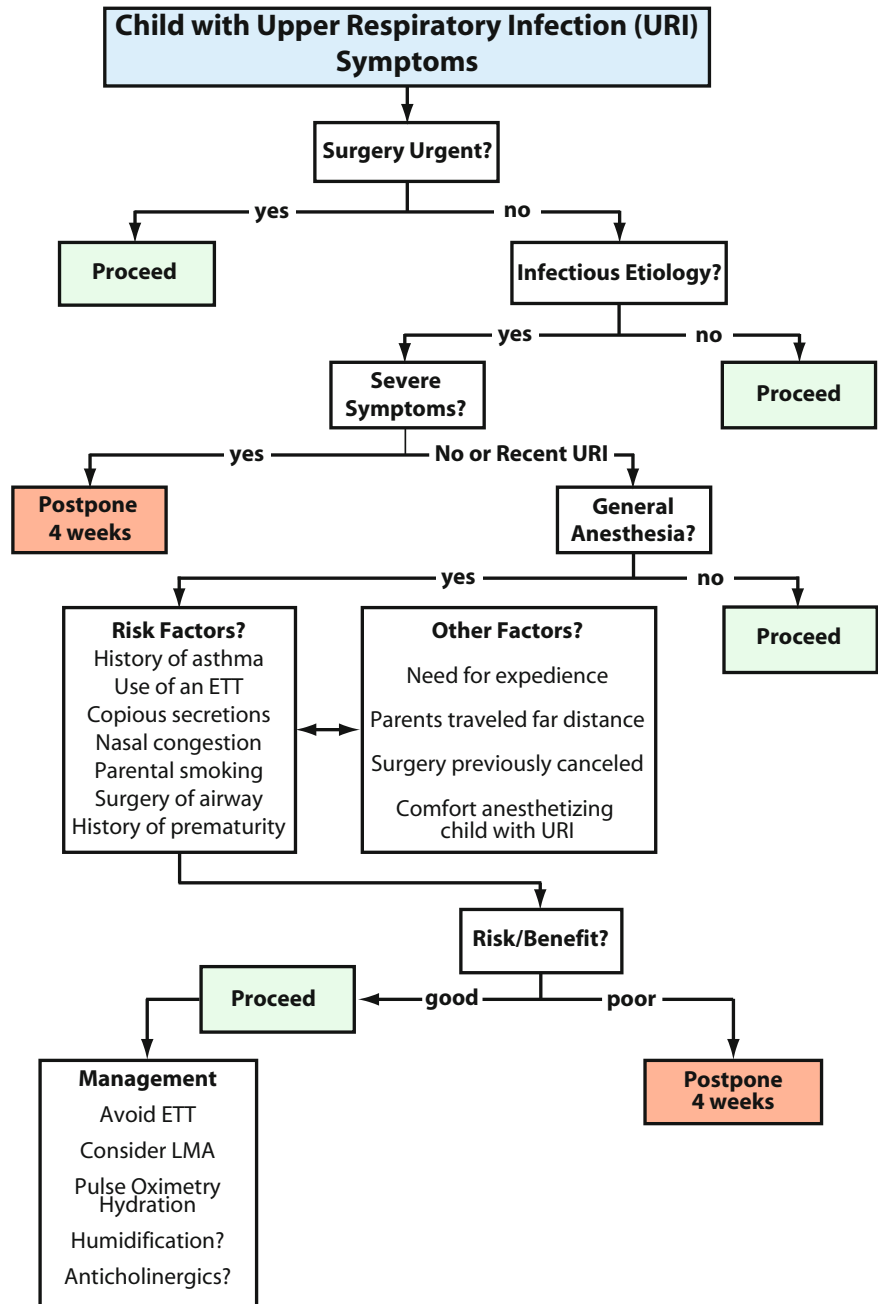 Child with Upper Respiratory Infection (URI)
Symptoms
Surgery Urgent?
yes
no
Proceed
Infectious Etiology?
yes
no
Severe
Symptoms?
Proceed
yes
No or Recent URI
Postpone
4 weeks
General
Anesthesia?
yes
no
Risk Factors?
History of asthma
Use of an ETT
Copious secretions
Nasal congestion
Parental smoking
Surgery of airway
History of prematurity
Other Factors?
Need for expedience
Parents traveled far distance
Surgery previously canceled
Comfort anesthetizing
child with URI
Proceed
Risk/Benefit?
Proceed
good
poor
Management
Avoid ETT
Consider LMA
Pulse Oximetry
Hydration
Humidification?
Anticholinergics?
Postpone
4 weeks